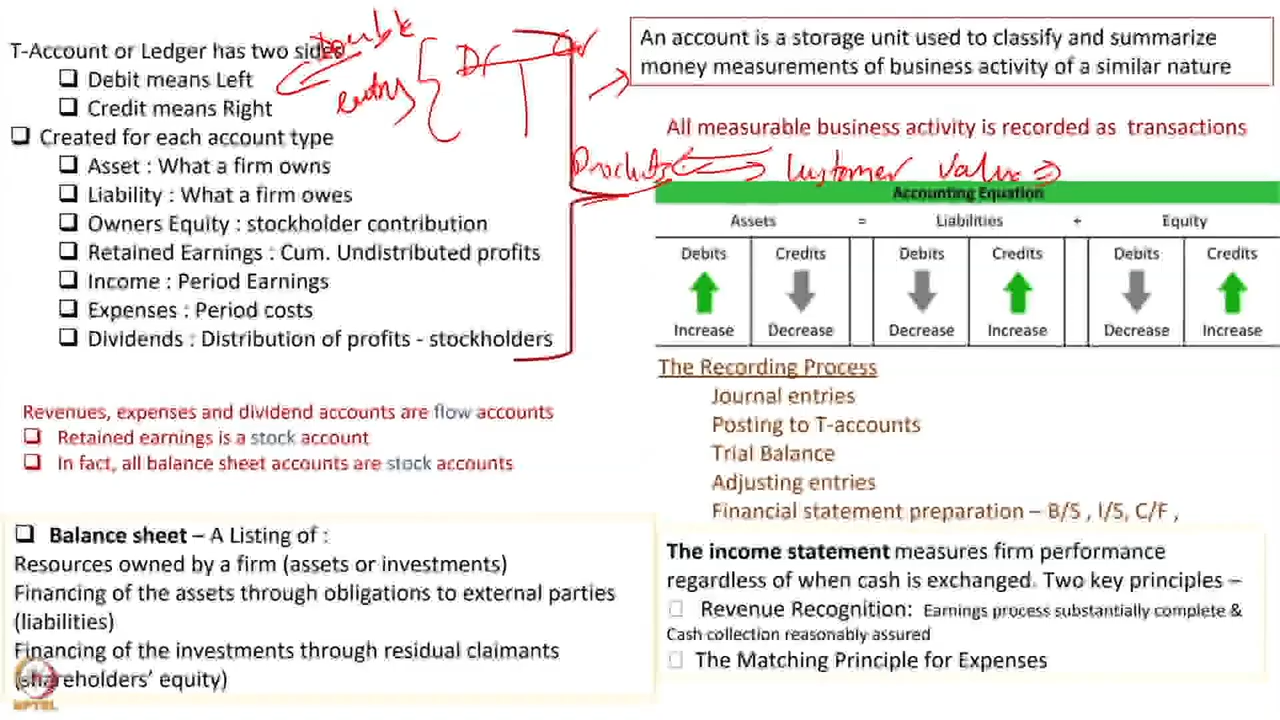 T-Account or Ledger has two sides
❑ Debit means Left
❑ Credit means Right
❑ Created for each account type
❑ Asset : What a firm owns
❑ Liability : What a firm owes
❑ Owners Equity : stockholder contribution
❑ Retained Earnings : Cum. Undistributed profits
❑ Income : Period Earnings
❑ Expenses : Period costs
❑ Dividends : Distribution of profits - stockholders
Double
entry
Dr Cr
Revenues, expenses and dividend accounts are flow accounts
❑ Retained earnings is a stock account
❑ In fact, all balance sheet accounts are stock accounts
❑ Balance sheet – A Listing of :
Resources owned by a firm (assets or investments)
Financing of the assets through obligations to external parties
(liabilities)
Financing of the investments through residual claimants
(shareholders' equity)
NPTEL
An account is a storage unit used to classify and summarize
money measurements of business activity of a similar nature
All measurable business activity is recorded as transactions
Products customer value
Accounting Equation
Assets = Liabilities + Equity
Debits Credits Debits Credits Debits Credits
Increase Decrease Decrease Increase Decrease Increase
The Recording Process
Journal entries
Posting to T-accounts
Trial Balance
Adjusting entries
Financial statement preparation – B/S , I/S, C/F ,
The income statement measures firm performance
regardless of when cash is exchanged. Two key principles –
□ Revenue Recognition: Earnings process substantially complete &
Cash collection reasonably assured
□ The Matching Principle for Expenses